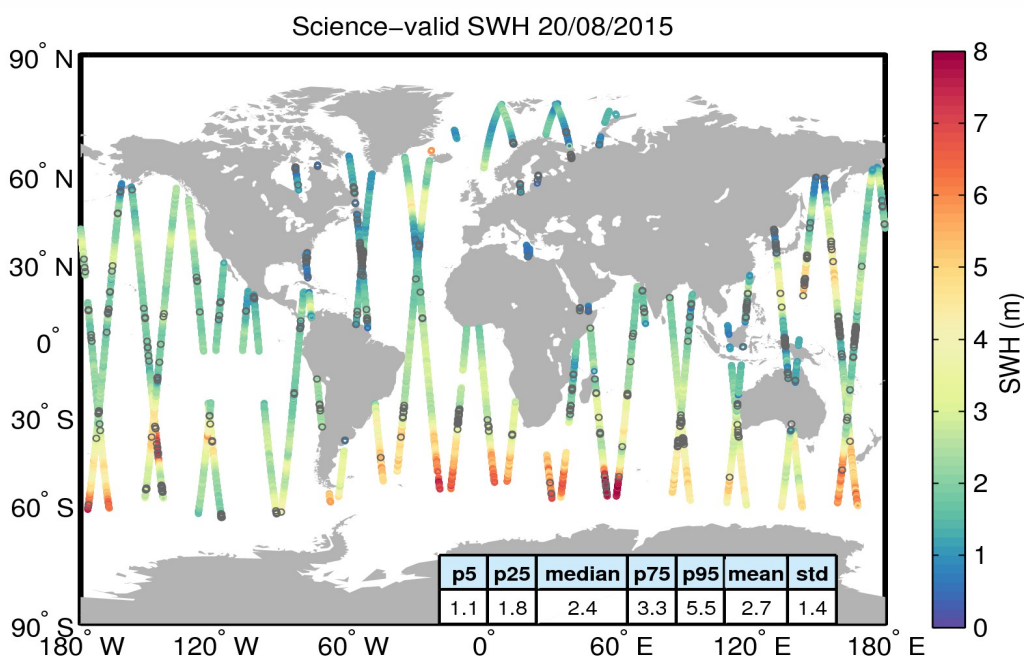 Science−valid SWH 20/08/2015
90° N
60° N
30° N
0°
30° S
60° S
90° S
180° W
120° W
60° W
0°
60° E
120° E
180° E
p5 p25 median p75 p95 mean std
1.1 1.8 2.4 3.3 5.5 2.7 1.4
8
7
6
5
4
3
2
1
0
SWH (m)